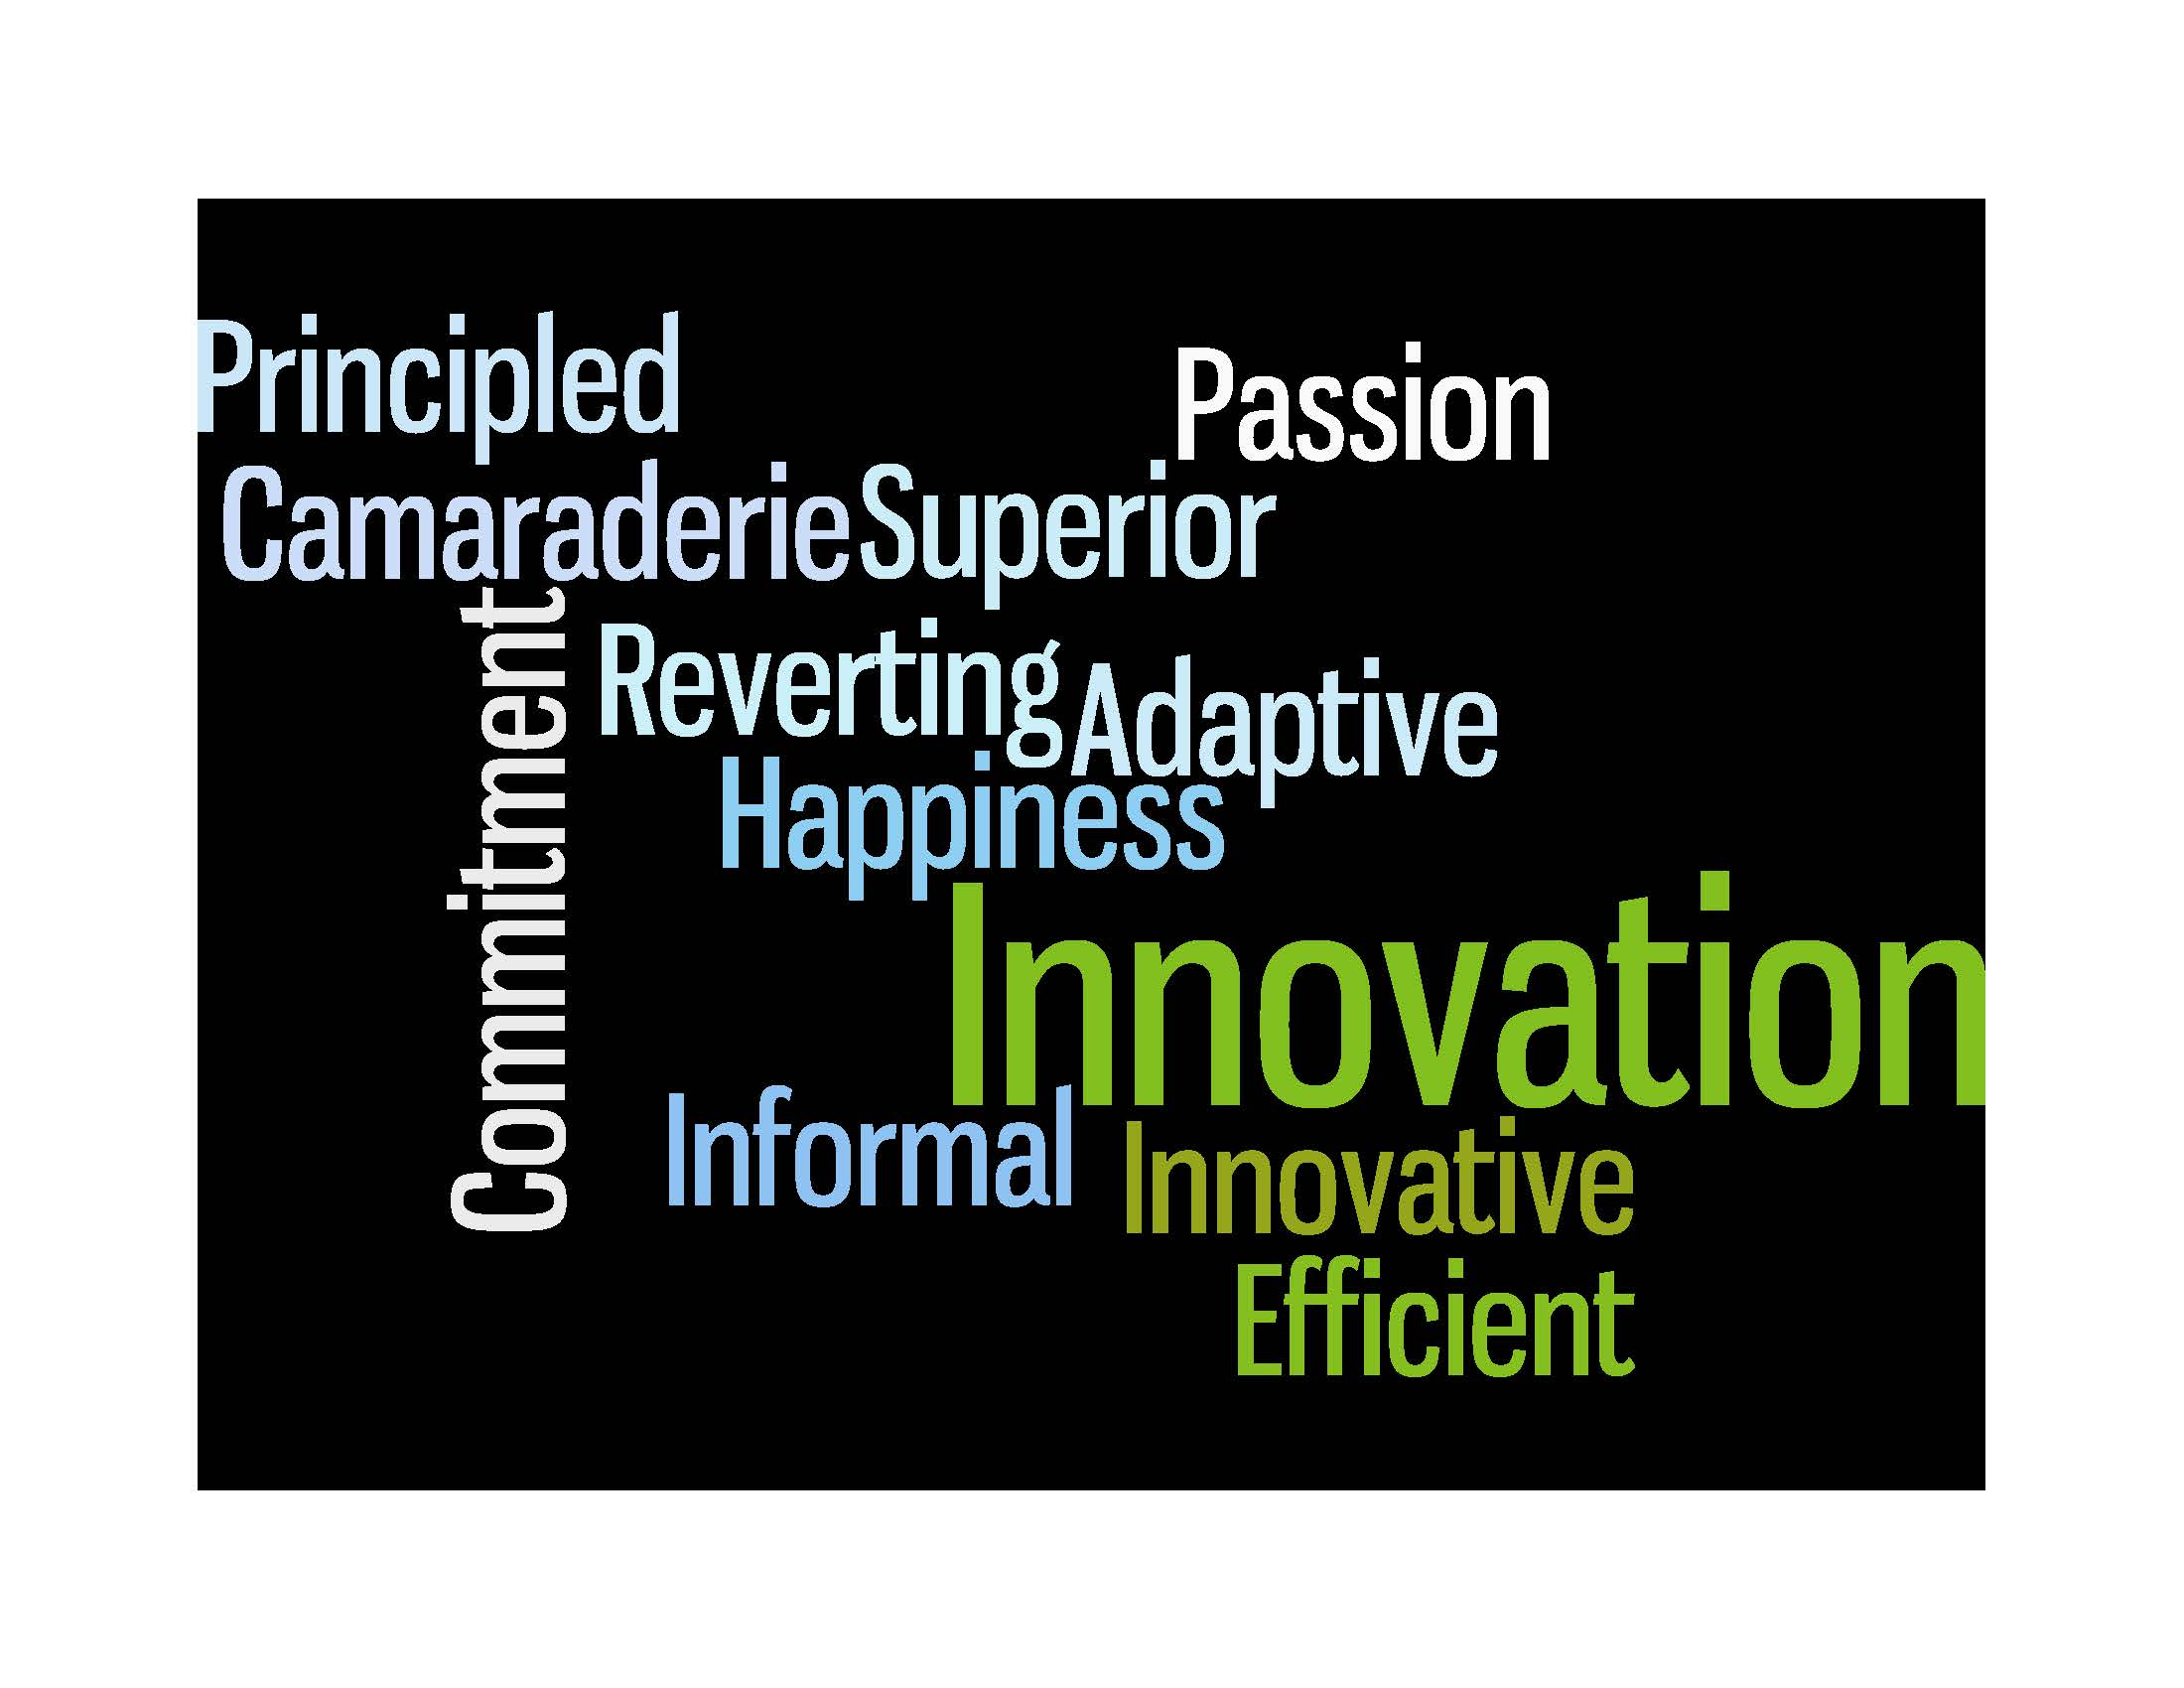 Principled
Passion
Camaraderie
Superior
Commitment
Reverting
Adaptive
Happiness
Innovation
Informal
Innovative
Efficient